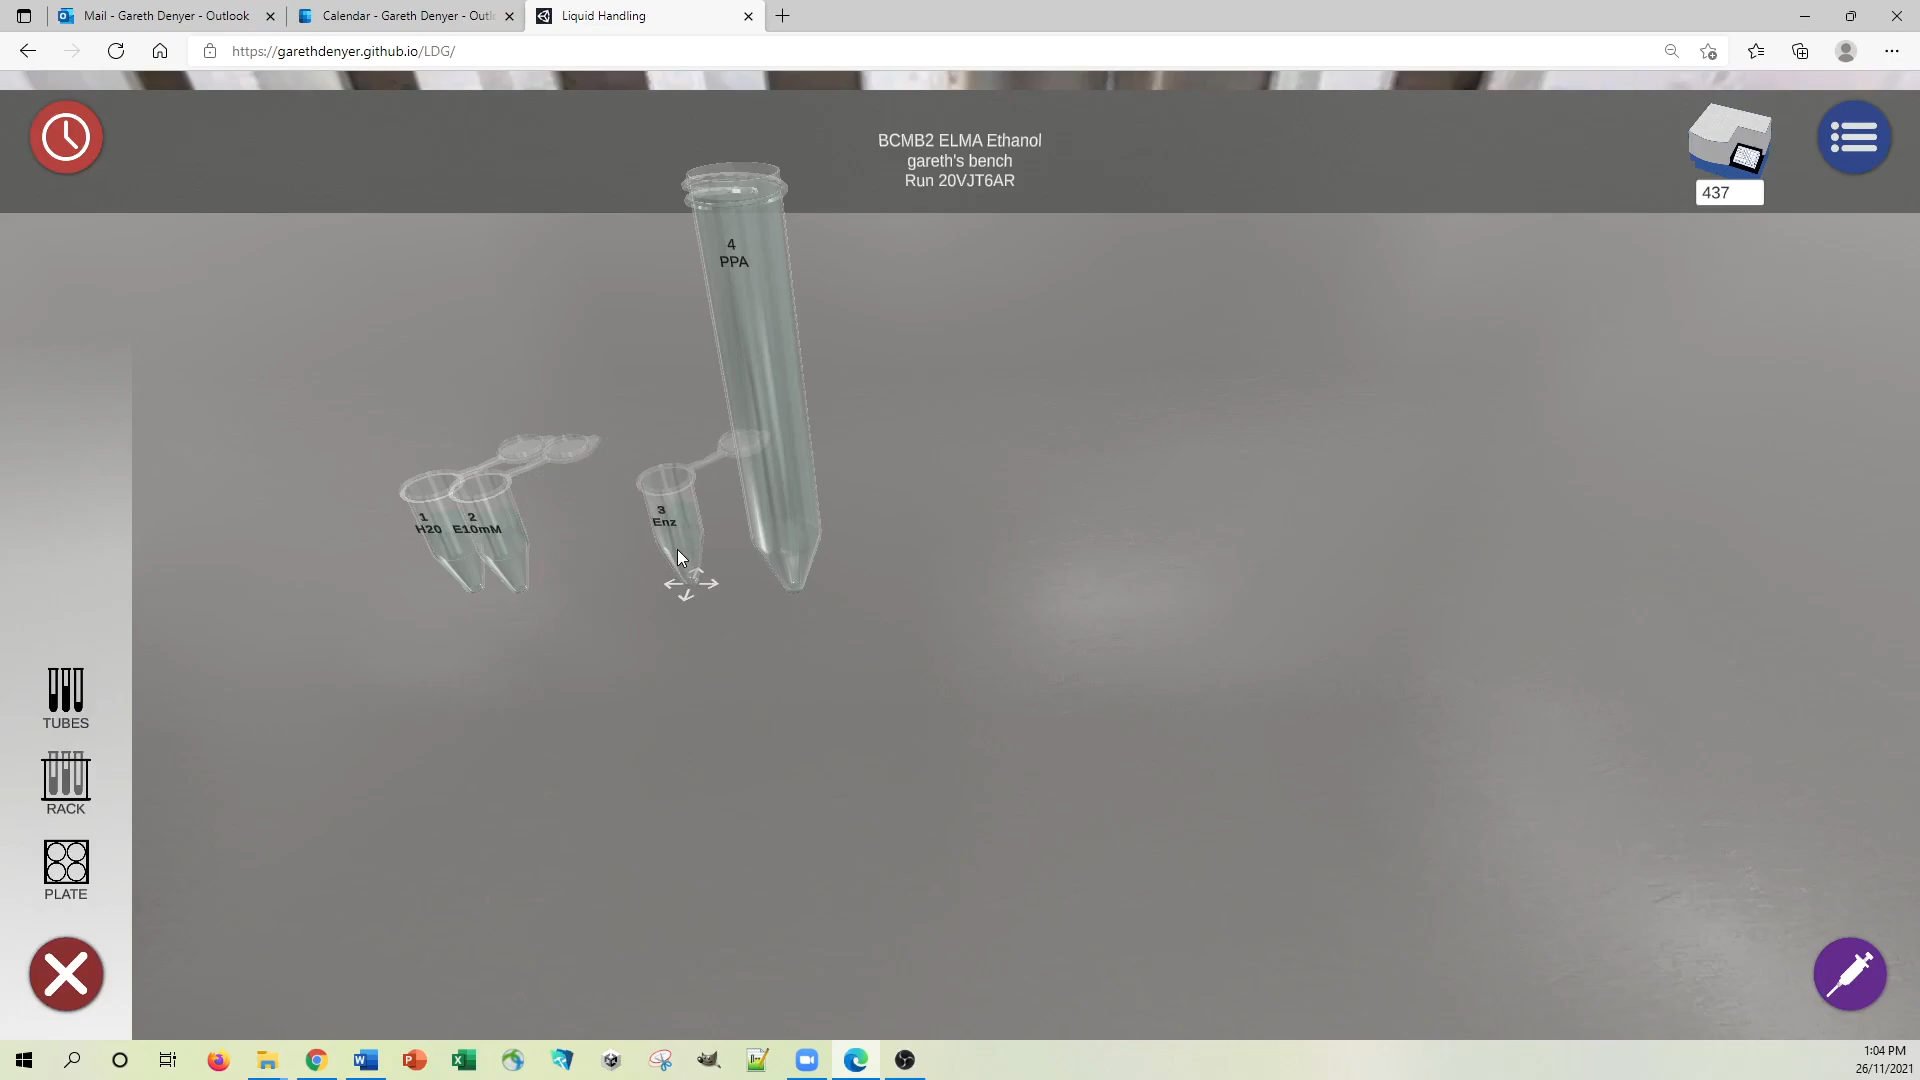 Mail - Gareth Denyer - Outlook
Calendar - Gareth Denyer - Outl
Liquid Handling
https://garethdenyer.github.io/LDG/
BCMB2 ELMA Ethanol
gareth's bench
Run 20VJT6AR
437
4
PPA
1
H20
2
E10mM
3
Enz
TUBES
RACK
PLATE
1:04 PM
26/11/2021